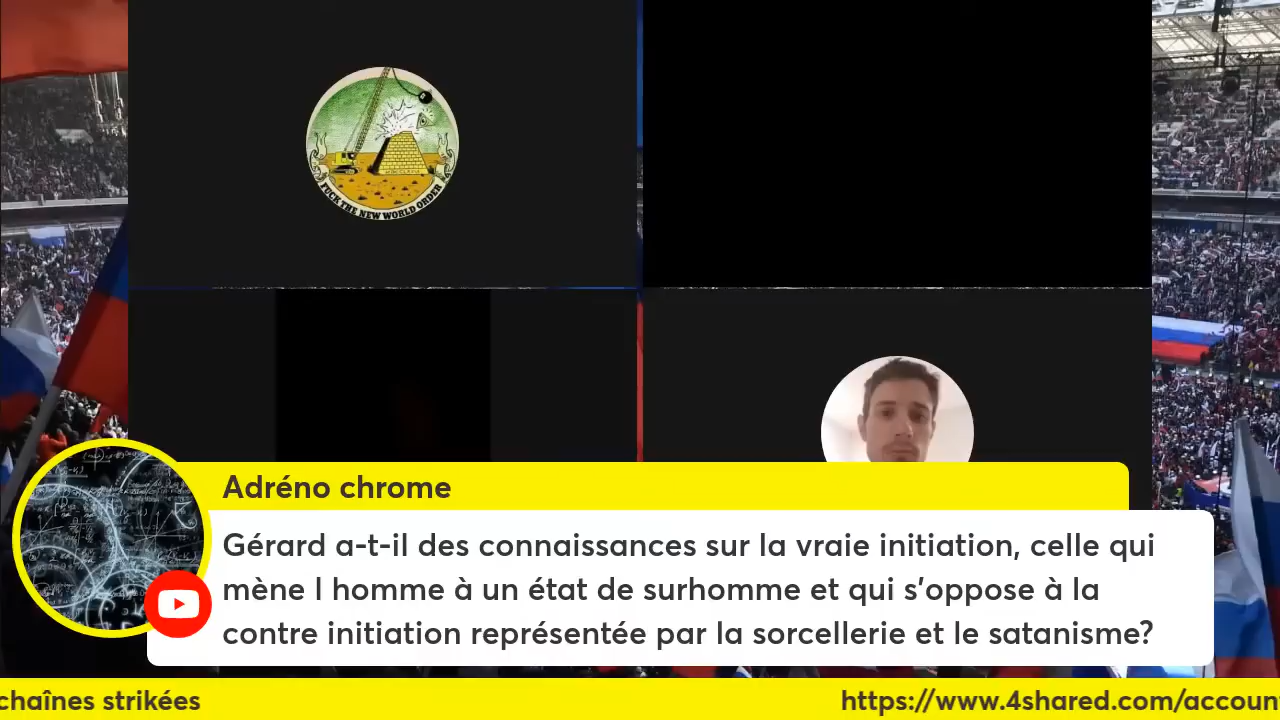 FUCK THE NEW WORLD ORDER
Adréno chrome
Gérard a-t-il des connaissances sur la vraie initiation, celle qui
mène l homme à un état de surhomme et qui s'oppose à la
contre initiation représentée par la sorcellerie et le satanisme?
chaînes strikées
https://www.4shared.com/accoun